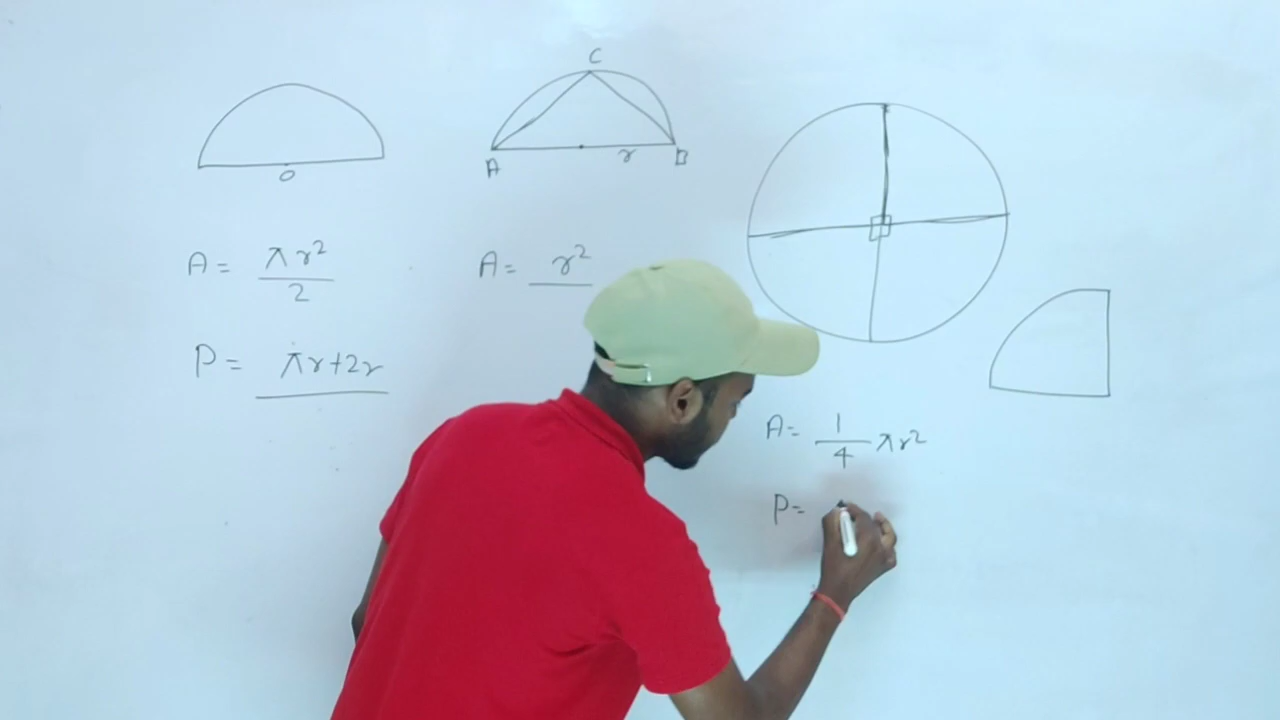 C
A r B
O
A = πr²/2
A = r²
P = πr+2r
A = 1/4 πr²
P =